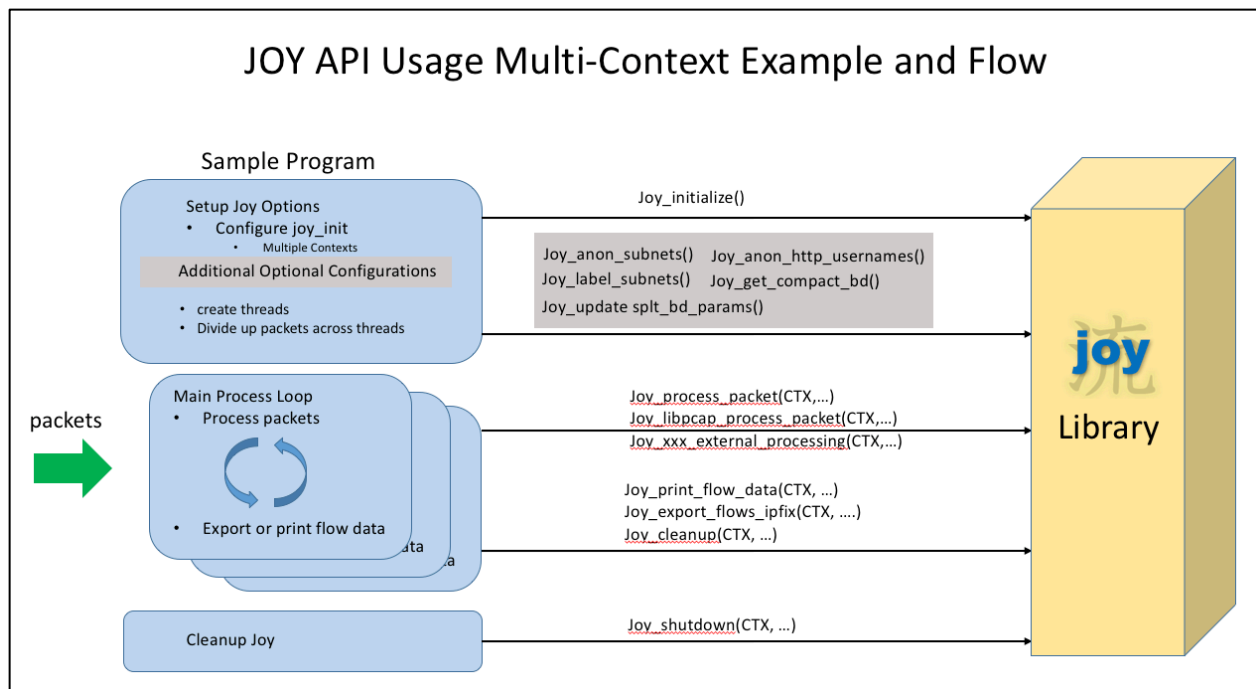 JOY API Usage Multi-Context Example and Flow
Sample Program
Setup Joy Options
• Configure joy_init
• Multiple Contexts
Additional Optional Configurations
• create threads
• Divide up packets across threads
Joy_initialize()
Joy_anon_subnets() Joy_anon_http_usernames()
Joy_label_subnets() Joy_get_compact_bd()
Joy_update splt_bd_params()
packets
Main Process Loop
• Process packets
• Export or print flow data
ata
ta
Joy_process_packet(CTX,…)
Joy_libpcap_process_packet(CTX,…)
Joy_xxx_external_processing(CTX,…)
Joy_print_flow_data(CTX, …)
Joy_export_flows_ipfix(CTX, ….)
Joy_cleanup(CTX, …)
Cleanup Joy
Joy_shutdown(CTX, …)
流
joy
Library